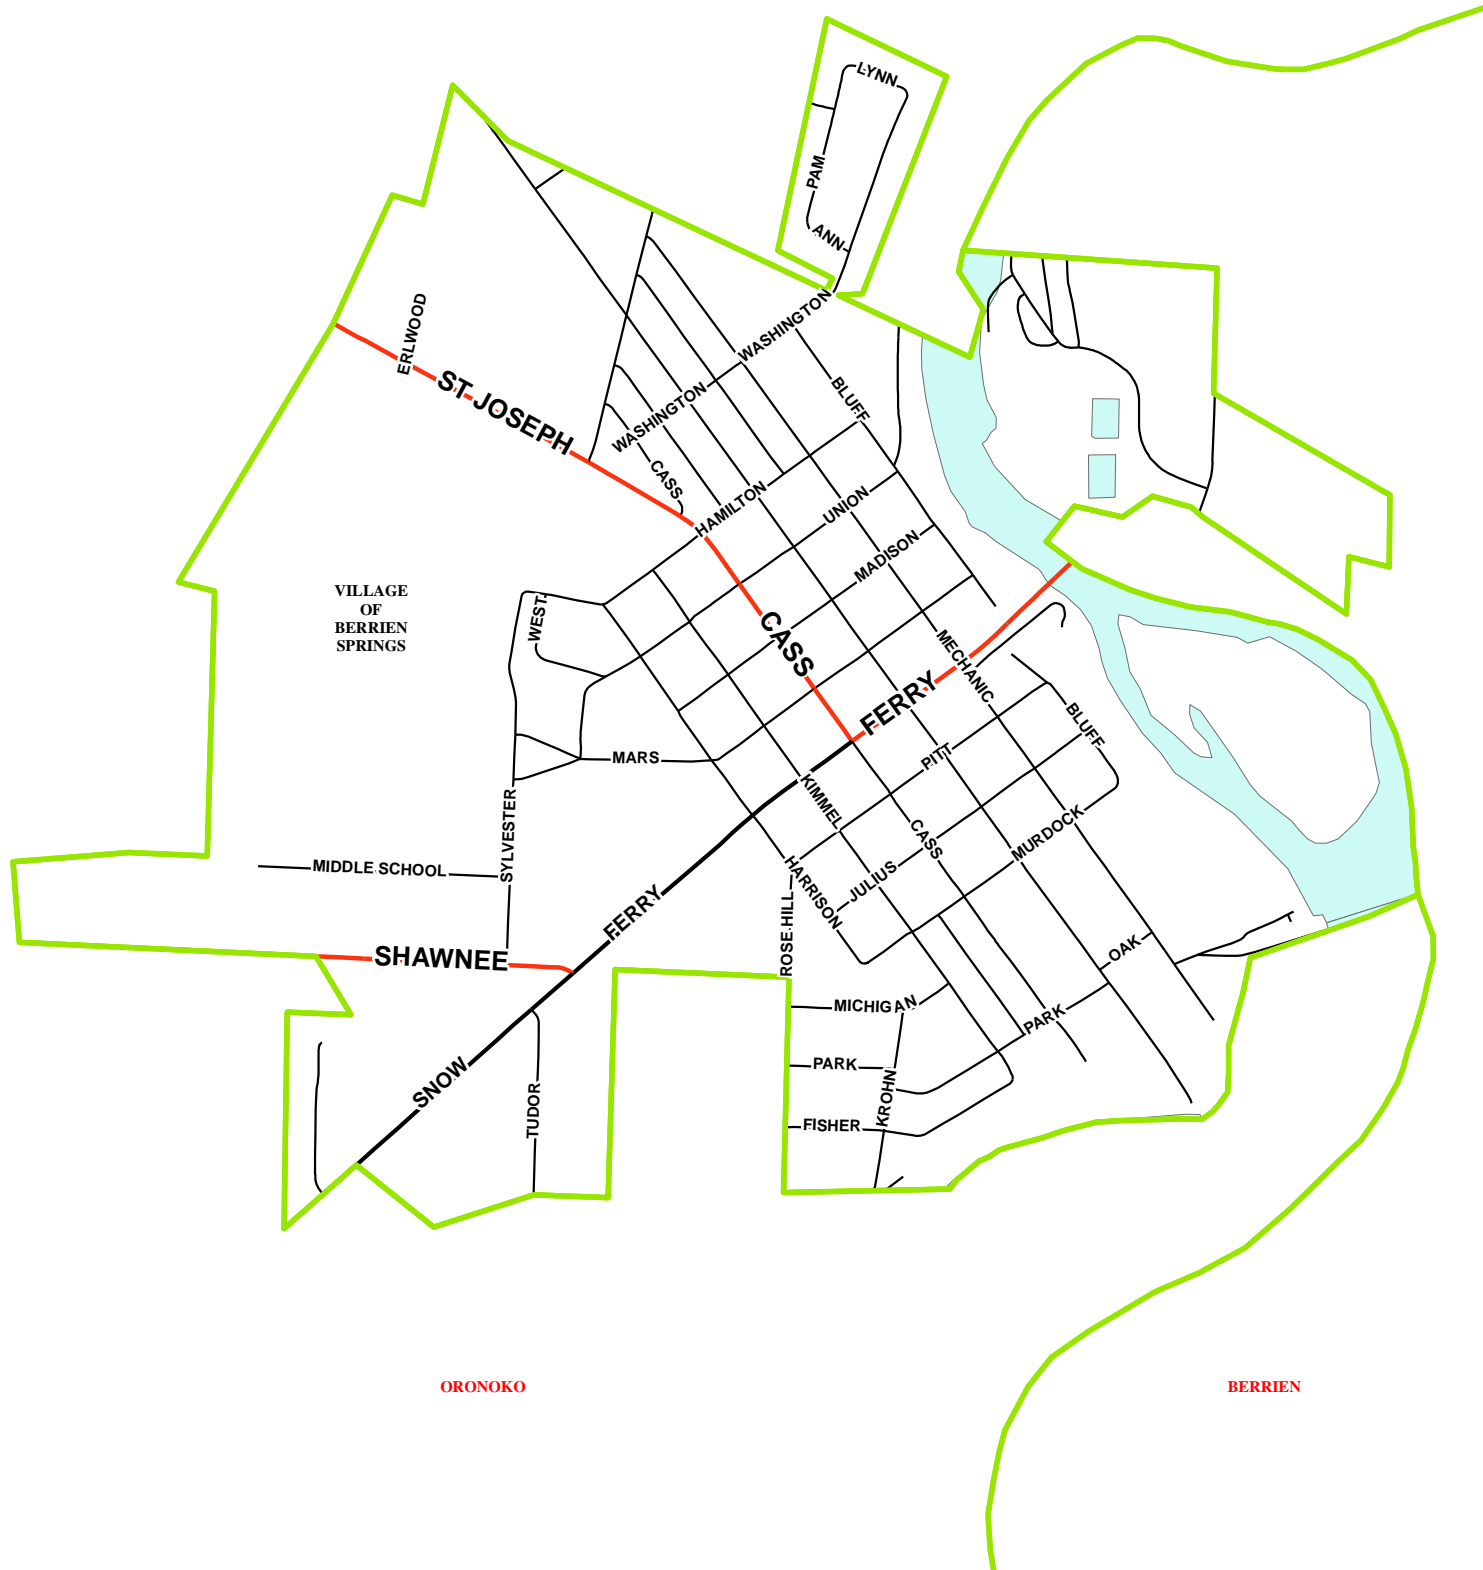 LYNN
PAM
ANN
ERLWOOD
WASHINGTON
WASHINGTON
ST JOSEPH
BLUFF
CASS
HAMILTON
UNION
MADISON
VILLAGE
OF
BERRIEN
SPRINGS
WEST
CASS
MECHANIC
FERRY
BLUFF
MARS
PITT
KIMMEL
SYLVESTER
CASS
MURDOCK
MIDDLE SCHOOL
JULIUS
HARRISON
FERRY
ROSE HILL
SHAWNEE
OAK
MICHIGAN
PARK
PARK
SNOW
KROHN
TUDOR
FISHER
ORONOKO
BERRIEN